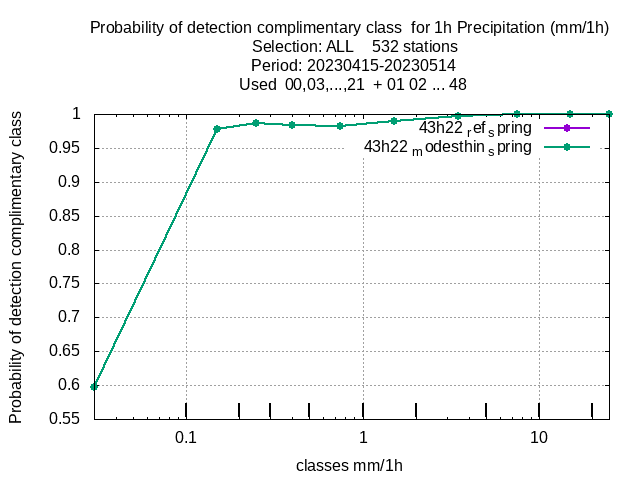 Probability of detection complimentary class  for 1h Precipitation (mm/1h)
Selection: ALL    532 stations
Period: 20230415-20230514
Used  00,03,...,21  + 01 02 ... 48
Probability of detection complimentary class
1
0.95
0.9
0.85
0.8
0.75
0.7
0.65
0.6
0.55
43h22 ref spring
43h22 modesthin spring
0.1
1
10
classes mm/1h